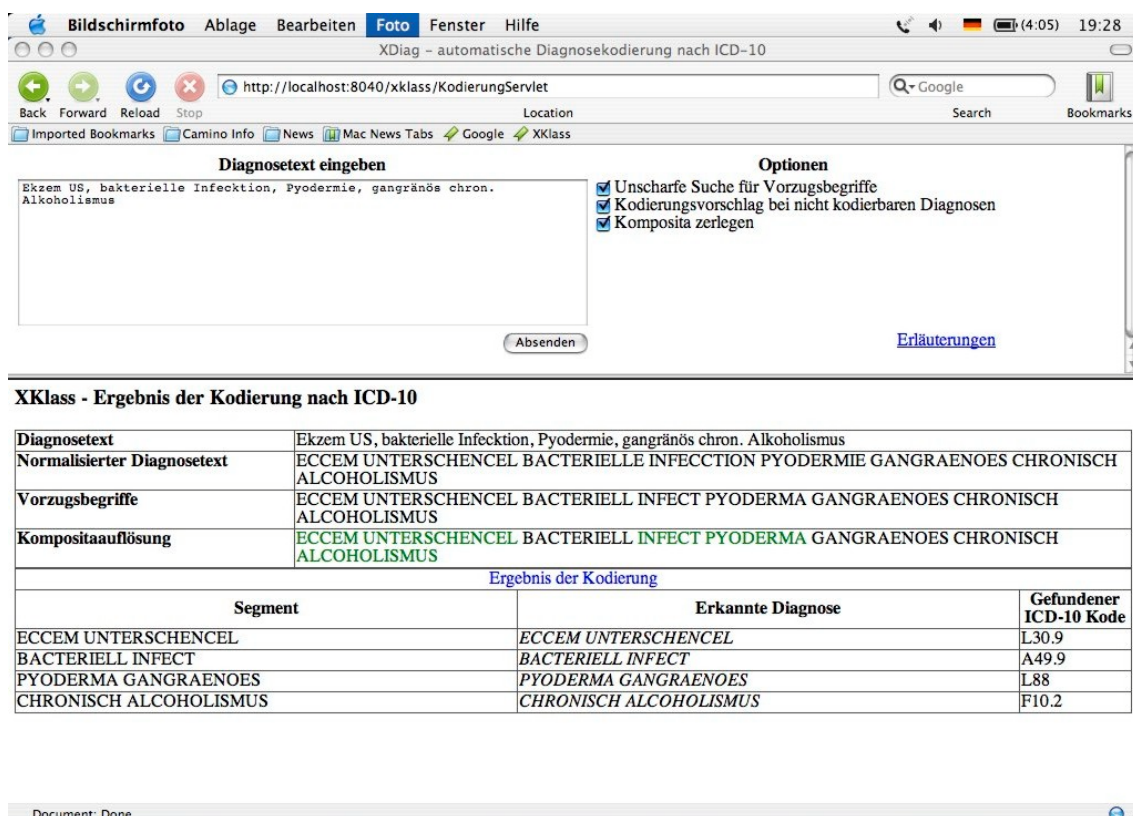 Bildschirmfoto Ablage Bearbeiten Foto Fenster Hilfe (4:05) 19:28
XDiag – automatische Diagnosekodierung nach ICD-10
http://localhost:8040/xklass/KodierungServlet Google
Back Forward Reload Stop Location Search Bookmarks
Imported Bookmarks Camino Info News Mac News Tabs Google XKlass
Diagnosetext eingeben
Ekzem US, bakterielle Infecktion, Pyodermie, gangränös chron.
Alkoholismus
Absenden
Optionen
Unscharfe Suche für Vorzugsbegriffe
Kodierungsvorschlag bei nicht kodierbaren Diagnosen
Komposita zerlegen
Erläuterungen
XKlass - Ergebnis der Kodierung nach ICD-10
Diagnosetext Ekzem US, bakterielle Infecktion, Pyodermie, gangränös chron. Alkoholismus
Normalisierter Diagnosetext ECCEM UNTERSCHENCEL BACTERIELLE INFECCTION PYODERMIE GANGRAENOES CHRONISCH
ALCOHOLISMUS
Vorzugsbegriffe ECCEM UNTERSCHENCEL BACTERIELL INFECT PYODERMA GANGRAENOES CHRONISCH
ALCOHOLISMUS
Kompositaauflösung ECCEM UNTERSCHENCEL BACTERIELL INFECT PYODERMA GANGRAENOES CHRONISCH
ALCOHOLISMUS
Ergebnis der Kodierung
Segment Erkannte Diagnose Gefundener
ICD-10 Kode
ECCEM UNTERSCHENCEL ECCEM UNTERSCHENCEL L30.9
BACTERIELL INFECT BACTERIELL INFECT A49.9
PYODERMA GANGRAENOES PYODERMA GANGRAENOES L88
CHRONISCH ALCOHOLISMUS CHRONISCH ALCOHOLISMUS F10.2
Document: Done